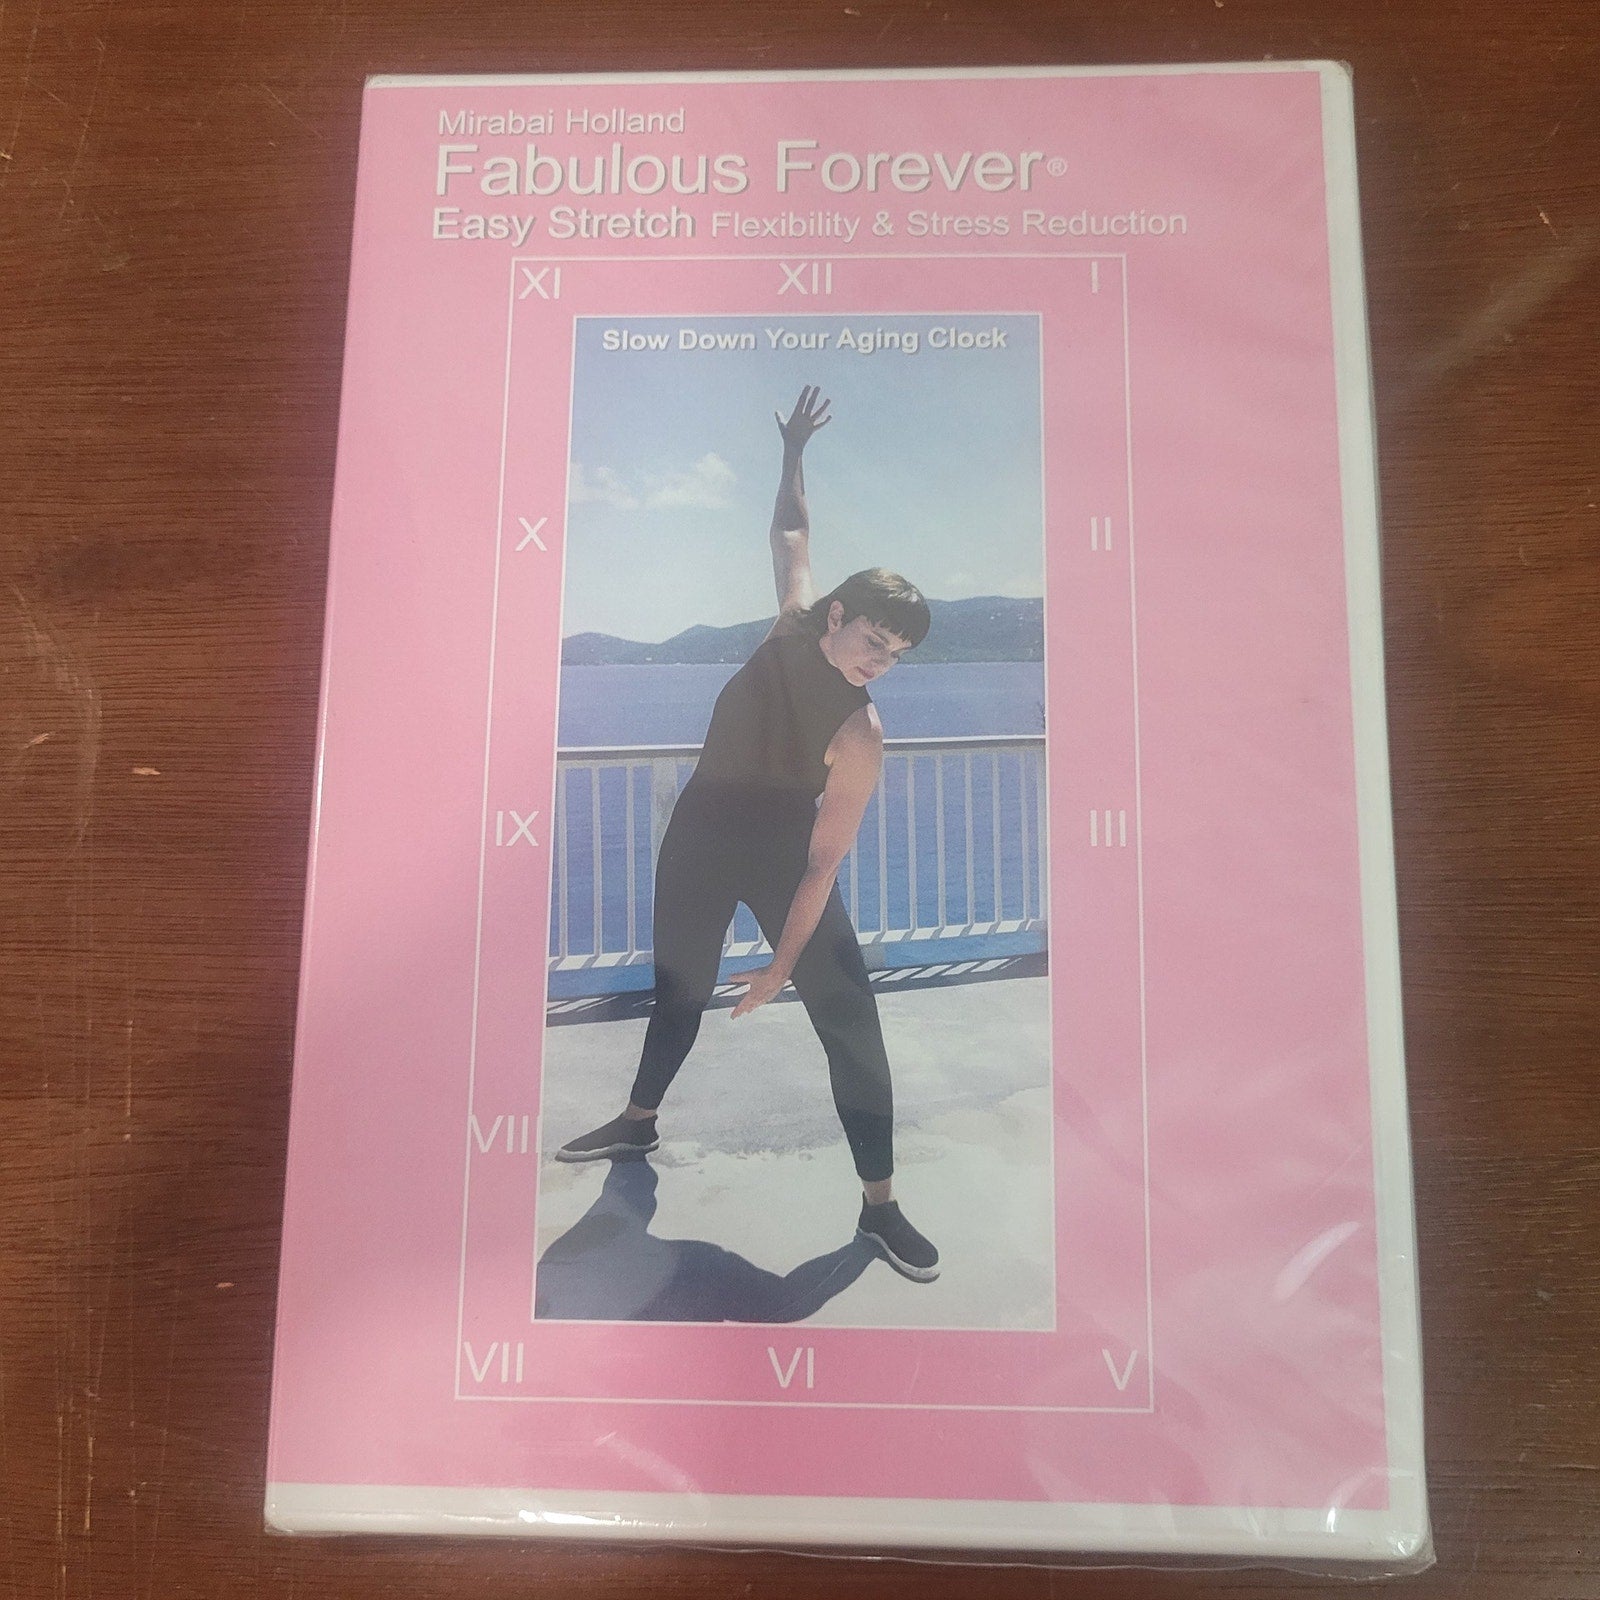 Mirabai Holland
Fabulous Forever®
Easy Stretch Flexibility & Stress Reduction
XI XII I
Slow Down Your Aging Clock
X II
IX III
VIII
VII VI V